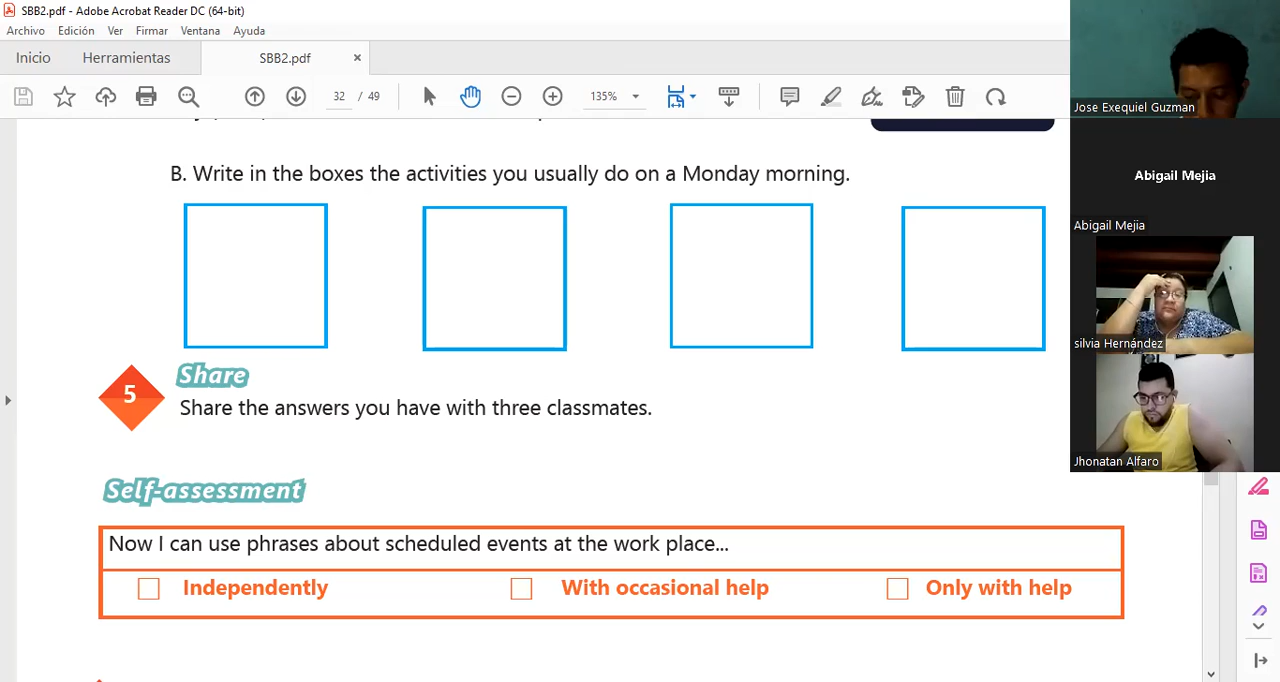 SBB2.pdf - Adobe Acrobat Reader DC (64-bit)
Archivo Edición Ver Firmar Ventana Ayuda
Inicio Herramientas SBB2.pdf ×
32 / 49 135%
B. Write in the boxes the activities you usually do on a Monday morning.
5
Share
Share the answers you have with three classmates.
Self-assessment
Now I can use phrases about scheduled events at the work place...
Independently With occasional help Only with help
Jose Exequiel Guzman
Abigail Mejia
Abigail Mejia
silvia Hernández
Jhonatan Alfaro